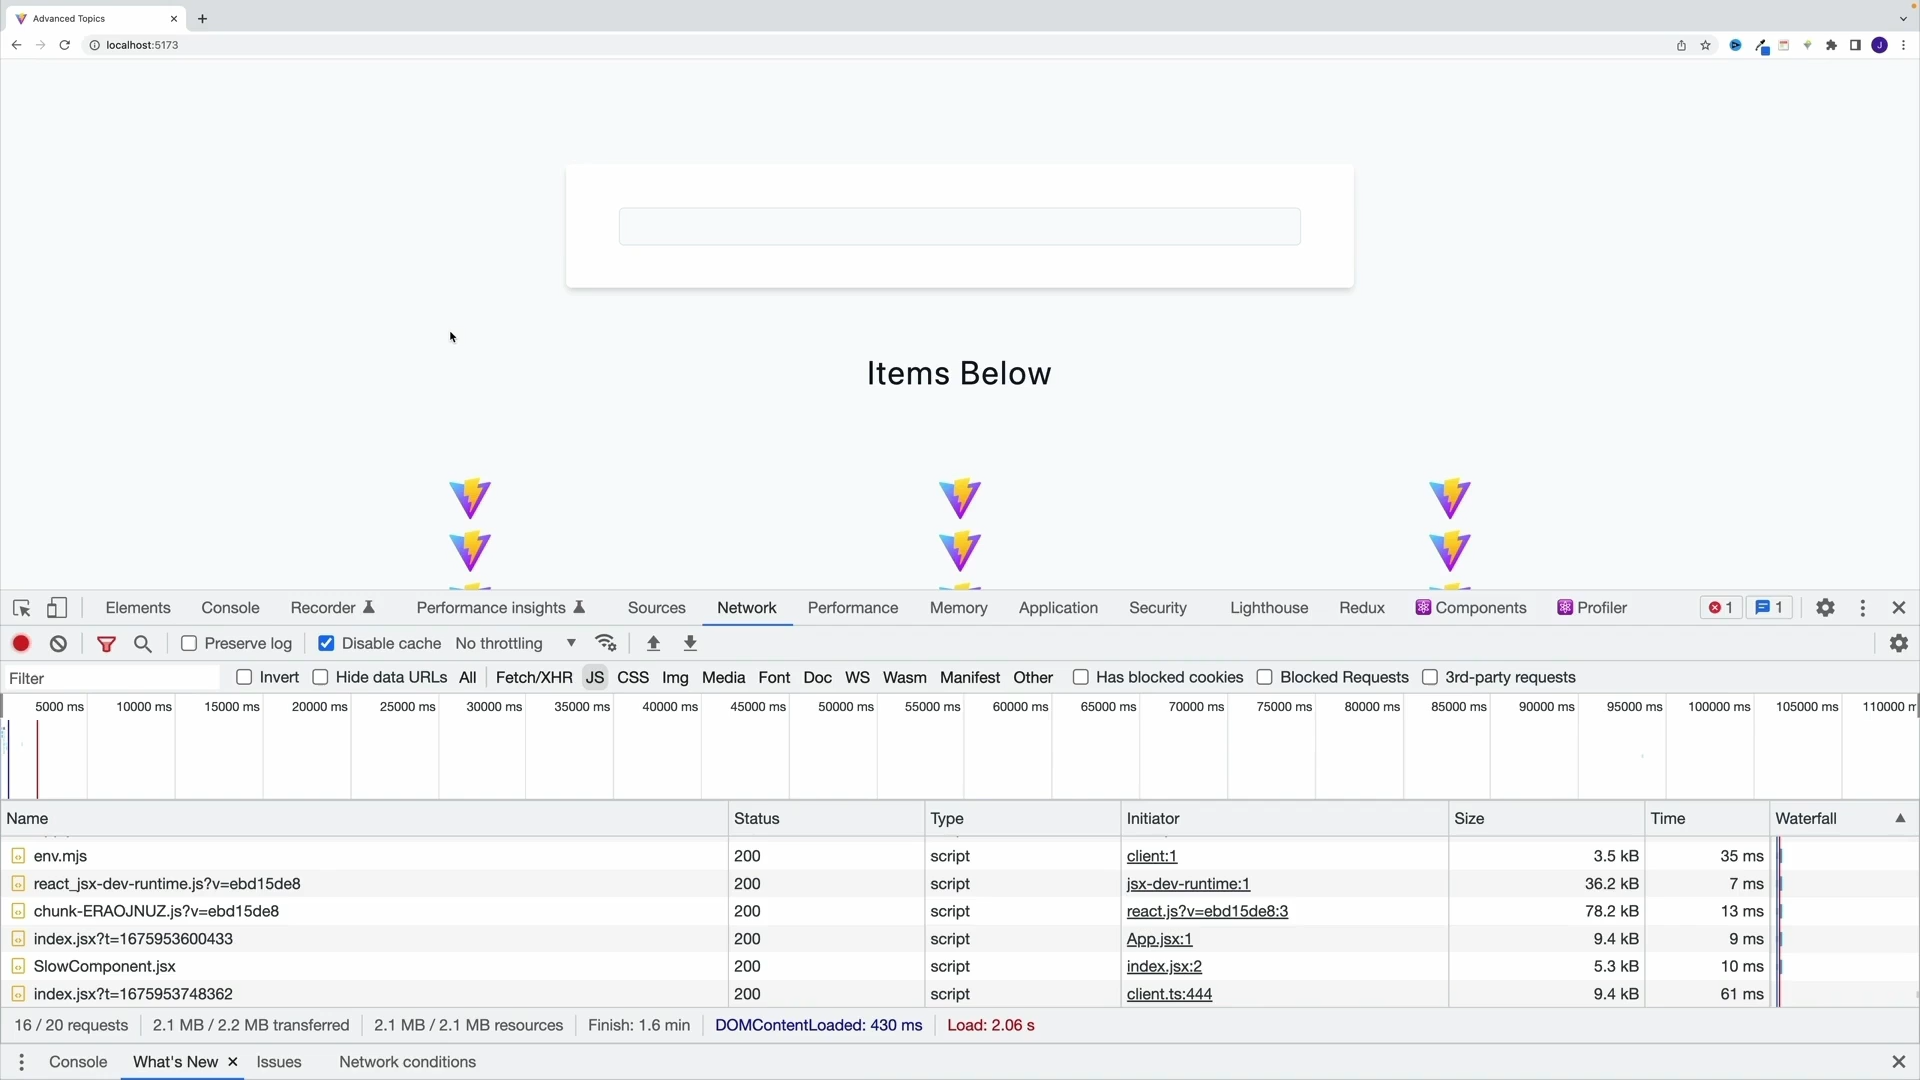 Advanced Topics
localhost:5173
J
Items Below
Elements Console Recorder Performance insights Sources Network Performance Memory Application Security Lighthouse Redux Components Profiler 1 1
Preserve log Disable cache No throttling
Filter Invert Hide data URLs All Fetch/XHR JS CSS Img Media Font Doc WS Wasm Manifest Other Has blocked cookies Blocked Requests 3rd-party requests
5000 ms 10000 ms 15000 ms 20000 ms 25000 ms 30000 ms 35000 ms 40000 ms 45000 ms 50000 ms 55000 ms 60000 ms 65000 ms 70000 ms 75000 ms 80000 ms 85000 ms 90000 ms 95000 ms 100000 ms 105000 ms 110000 m
Name Status Type Initiator Size Time Waterfall
env.mjs 200 script client:1 3.5 kB 35 ms
react_jsx-dev-runtime.js?v=ebd15de8 200 script jsx-dev-runtime:1 36.2 kB 7 ms
chunk-ERAOJNUZ.js?v=ebd15de8 200 script react.js?v=ebd15de8:3 78.2 kB 13 ms
index.jsx?t=1675953600433 200 script App.jsx:1 9.4 kB 9 ms
SlowComponent.jsx 200 script index.jsx:2 5.3 kB 10 ms
index.jsx?t=1675953748362 200 script client.ts:444 9.4 kB 61 ms
16 / 20 requests 2.1 MB / 2.2 MB transferred 2.1 MB / 2.1 MB resources Finish: 1.6 min DOMContentLoaded: 430 ms Load: 2.06 s
Console What's New Issues Network conditions